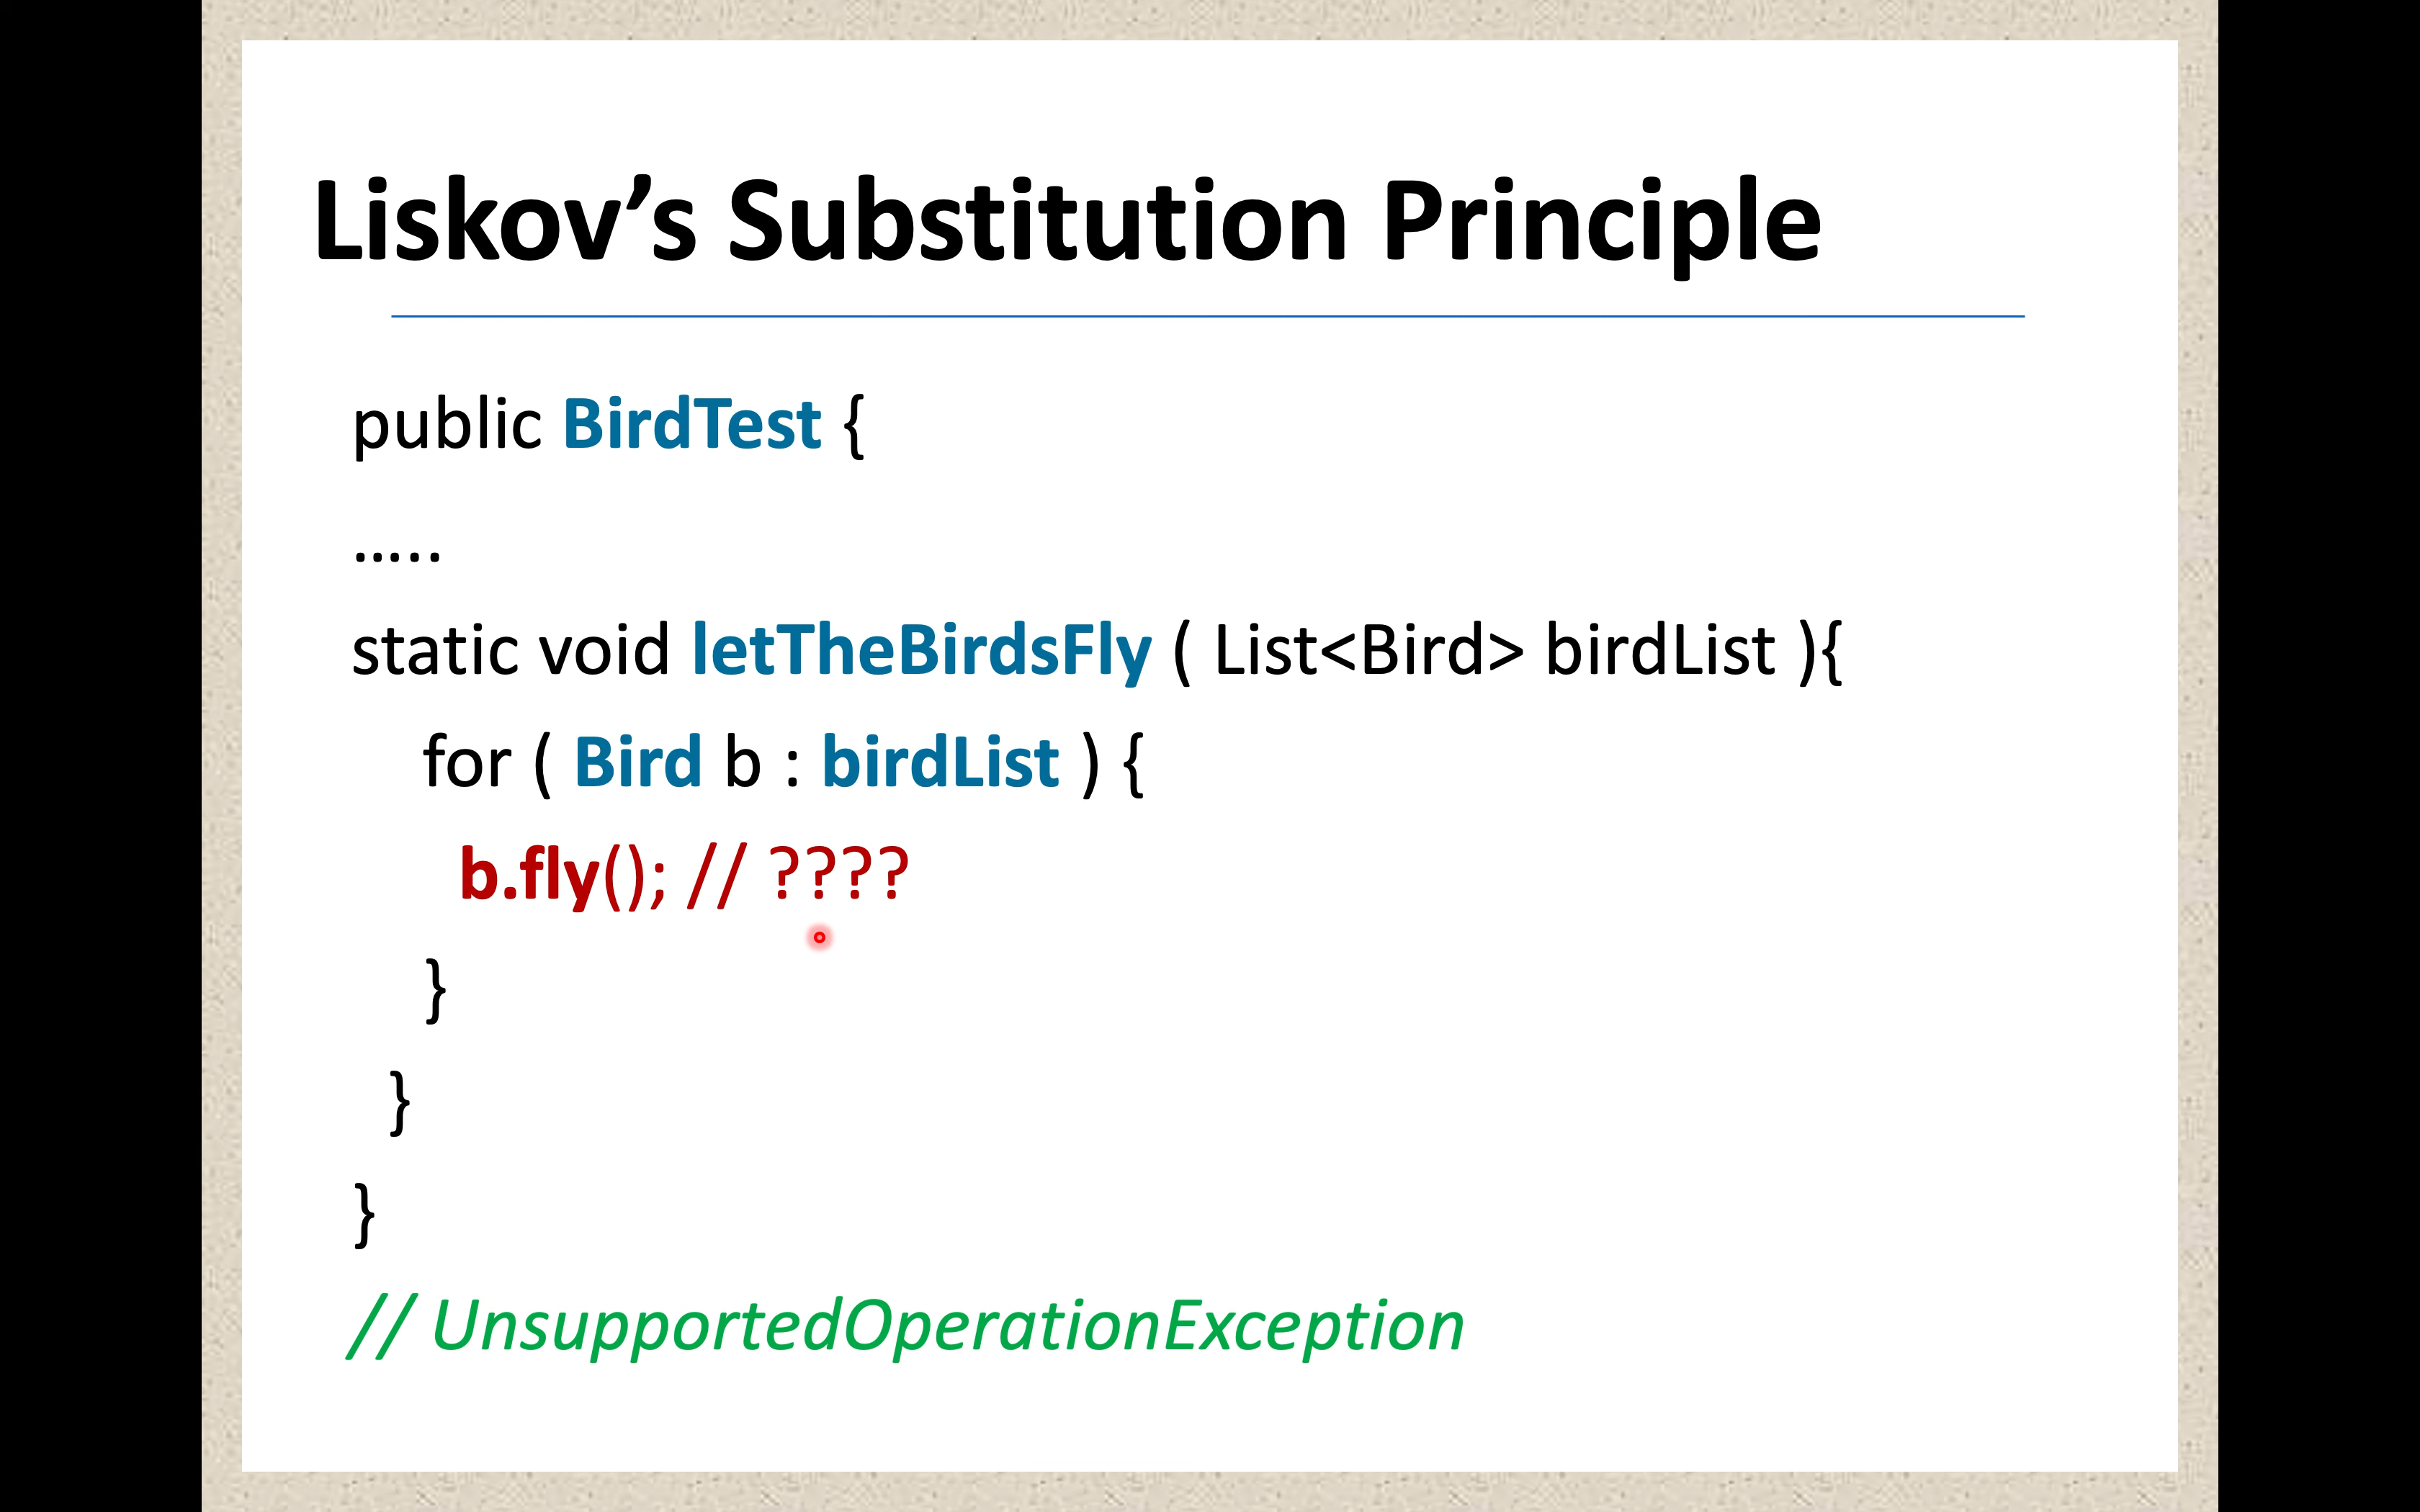 Liskov’s Substitution Principle
public BirdTest {
.....
static void letTheBirdsFly ( List<Bird> birdList ){
for ( Bird b : birdList ) {
b.fly(); // ????
}
}
}
// UnsupportedOperationException